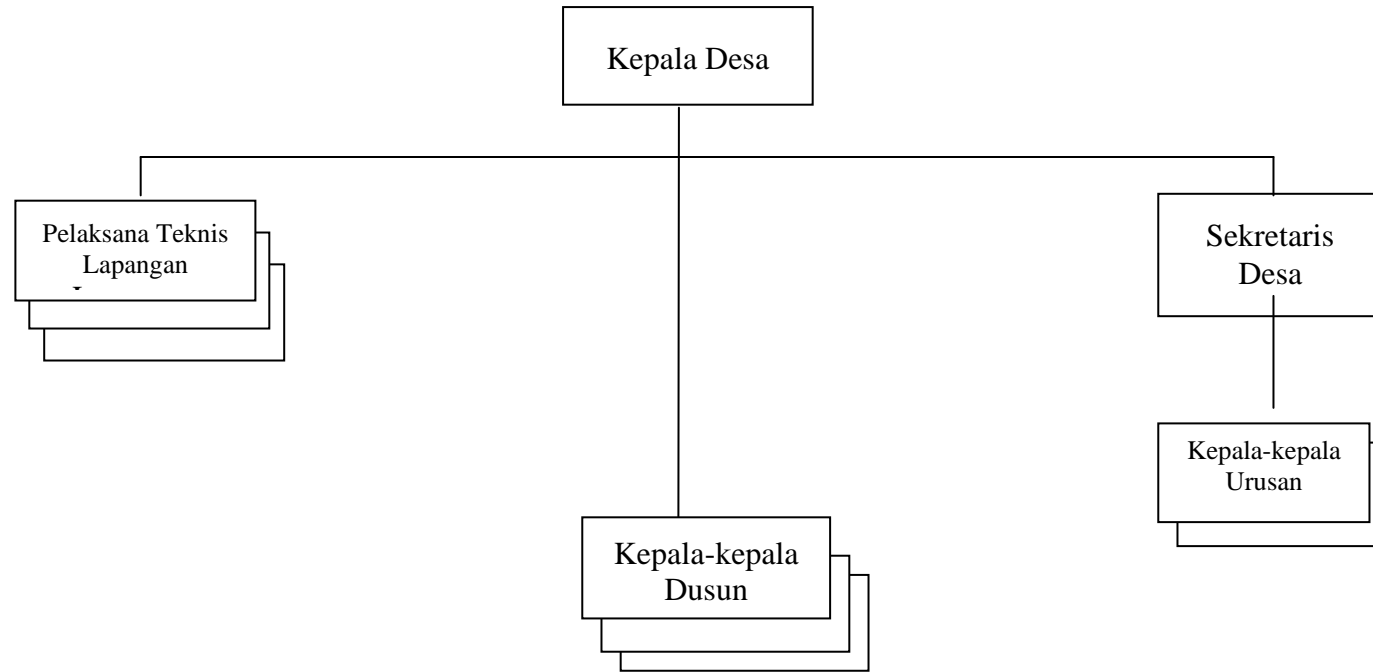 Kepala Desa
Pelaksana Teknis
Lapangan
Sekretaris
Desa
Kepala-kepala
Urusan
Kepala-kepala
Dusun